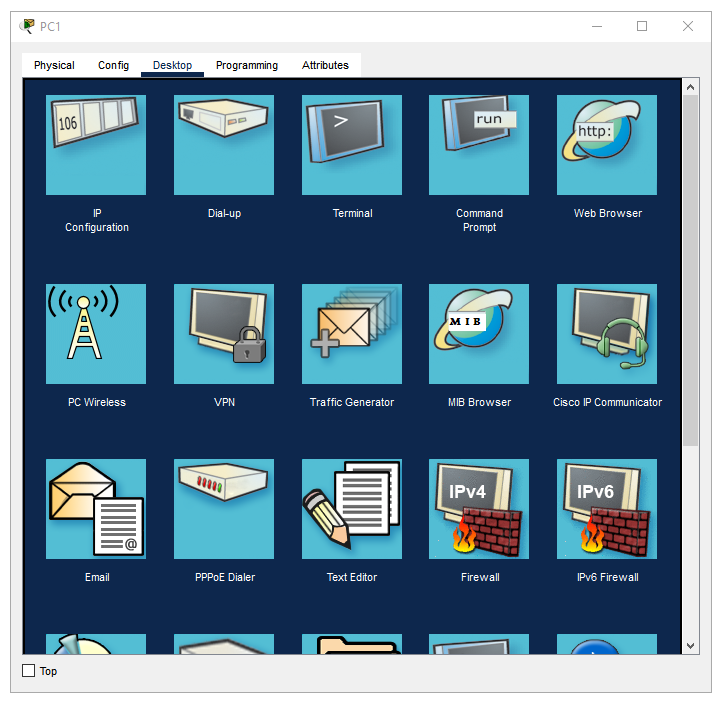 PC1
Physical Config Desktop Programming Attributes
106
>
run
http:
IP
Configuration
Dial-up
Terminal
Command
Prompt
Web Browser
MIB
PC Wireless
VPN
Traffic Generator
MIB Browser
Cisco IP Communicator
@
IPv4
IPv6
Email
PPPoE Dialer
Text Editor
Firewall
IPv6 Firewall
Top